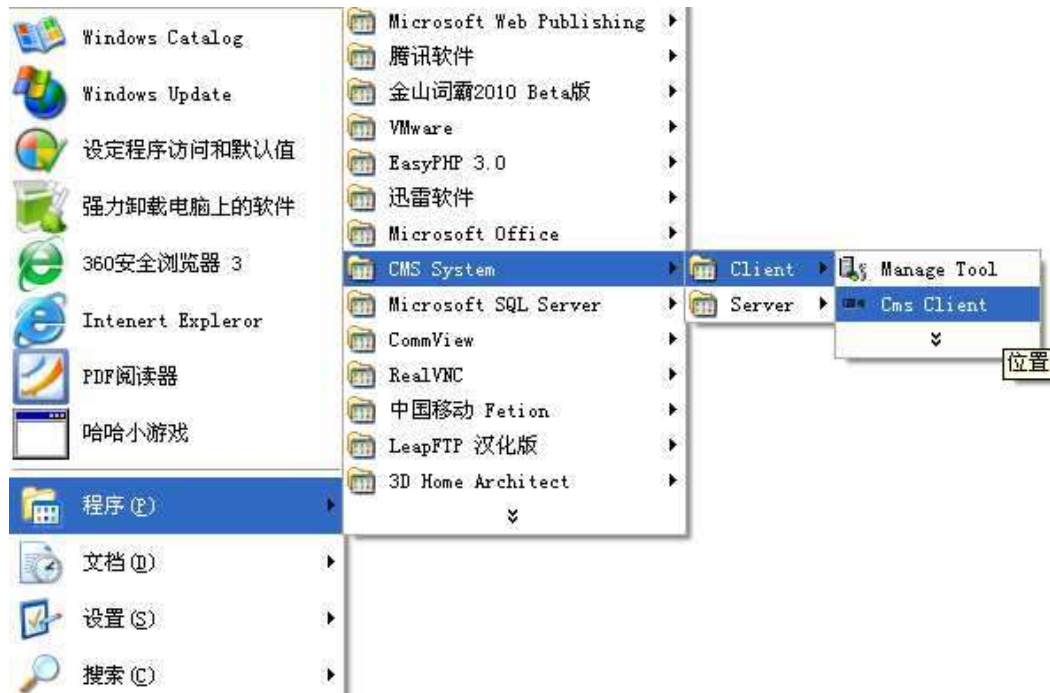 Windows Catalog
Windows Update
设定程序访问和默认值
强力卸载电脑上的软件
360安全浏览器 3
Intenert Expleror
PDF阅读器
哈哈小游戏
程序(P)
文档(D)
设置(S)
搜索(C)
Microsoft Web Publishing
腾讯软件
金山词霸2010 Beta版
VMware
EasyPHP 3.0
迅雷软件
Microsoft Office
CMS System
Microsoft SQL Server
CommView
RealVNC
中国移动 Fetion
LeapFTP 汉化版
3D Home Architect
Client
Server
Manage Tool
Cms Client
位置